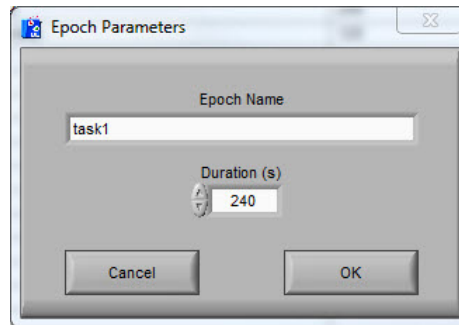 Epoch Parameters
Epoch Name
task1
Duration (s)
240
Cancel
OK